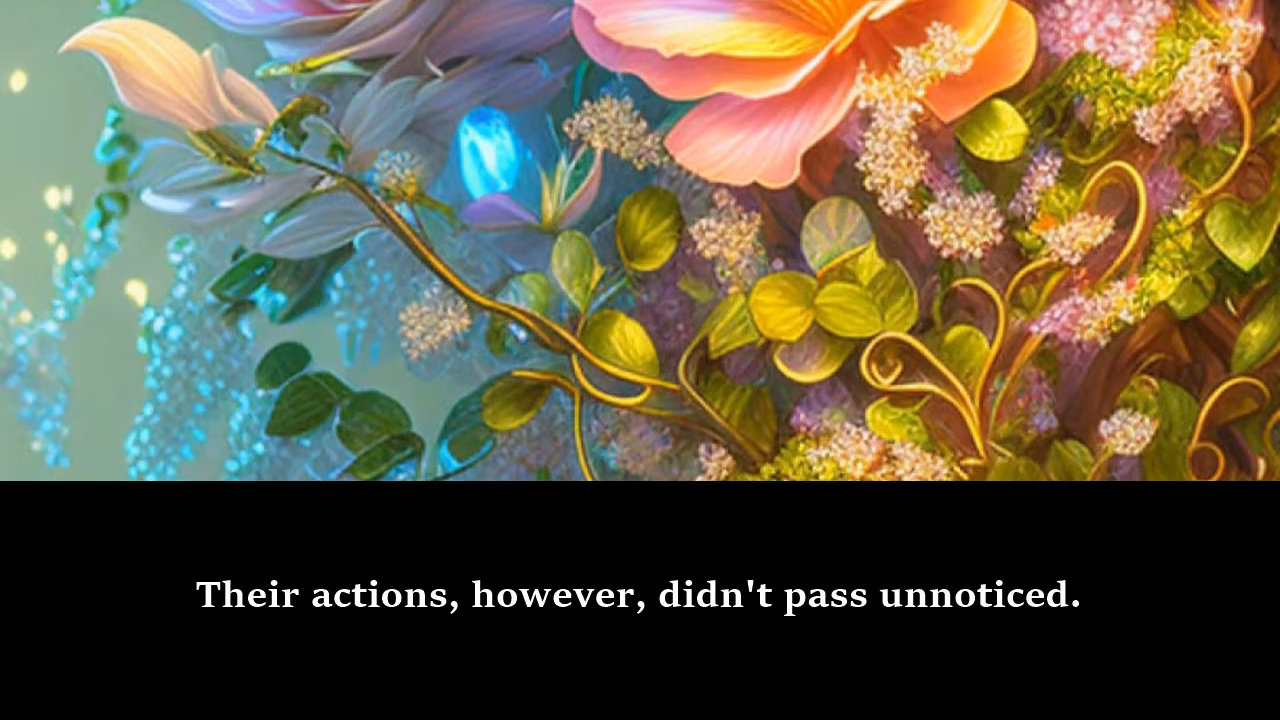 Their actions, however, didn't pass unnoticed.